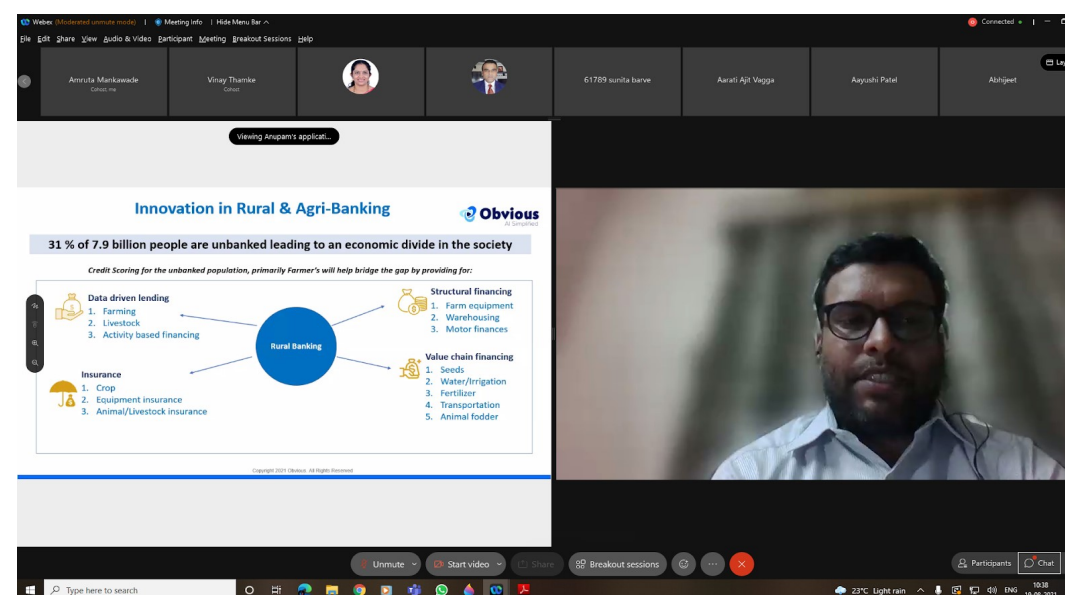 Webex (Moderated unmute mode) | Meeting Info | Hide Menu Bar
Connected
File Edit Share View Audio & Video Participant Meeting Breakout Sessions Help
Amruta Mankawade
Cohost, me
Vinay Thamke
Cohost
61789 sunita barve
Aarati Ajit Vagga
Aayushi Patel
Abhijeet
Viewing Anupam's applicati...
Innovation in Rural & Agri-Banking
Obvious
AI Simplified
31 % of 7.9 billion people are unbanked leading to an economic divide in the society
Credit Scoring for the unbanked population, primarily Farmer's will help bridge the gap by providing for:
Data driven lending
1. Farming
2. Livestock
3. Activity based financing
Insurance
1. Crop
2. Equipment insurance
3. Animal/Livestock insurance
Rural Banking
Structural financing
1. Farm equipment
2. Warehousing
3. Motor finances
Value chain financing
1. Seeds
2. Water/Irrigation
3. Fertilizer
4. Transportation
5. Animal fodder
Copyright 2021 Obvious. All Rights Reserved
Unmute
Start video
Share
Breakout sessions
Participants
Chat
Type here to search
23°C Light rain
ENG
10:38